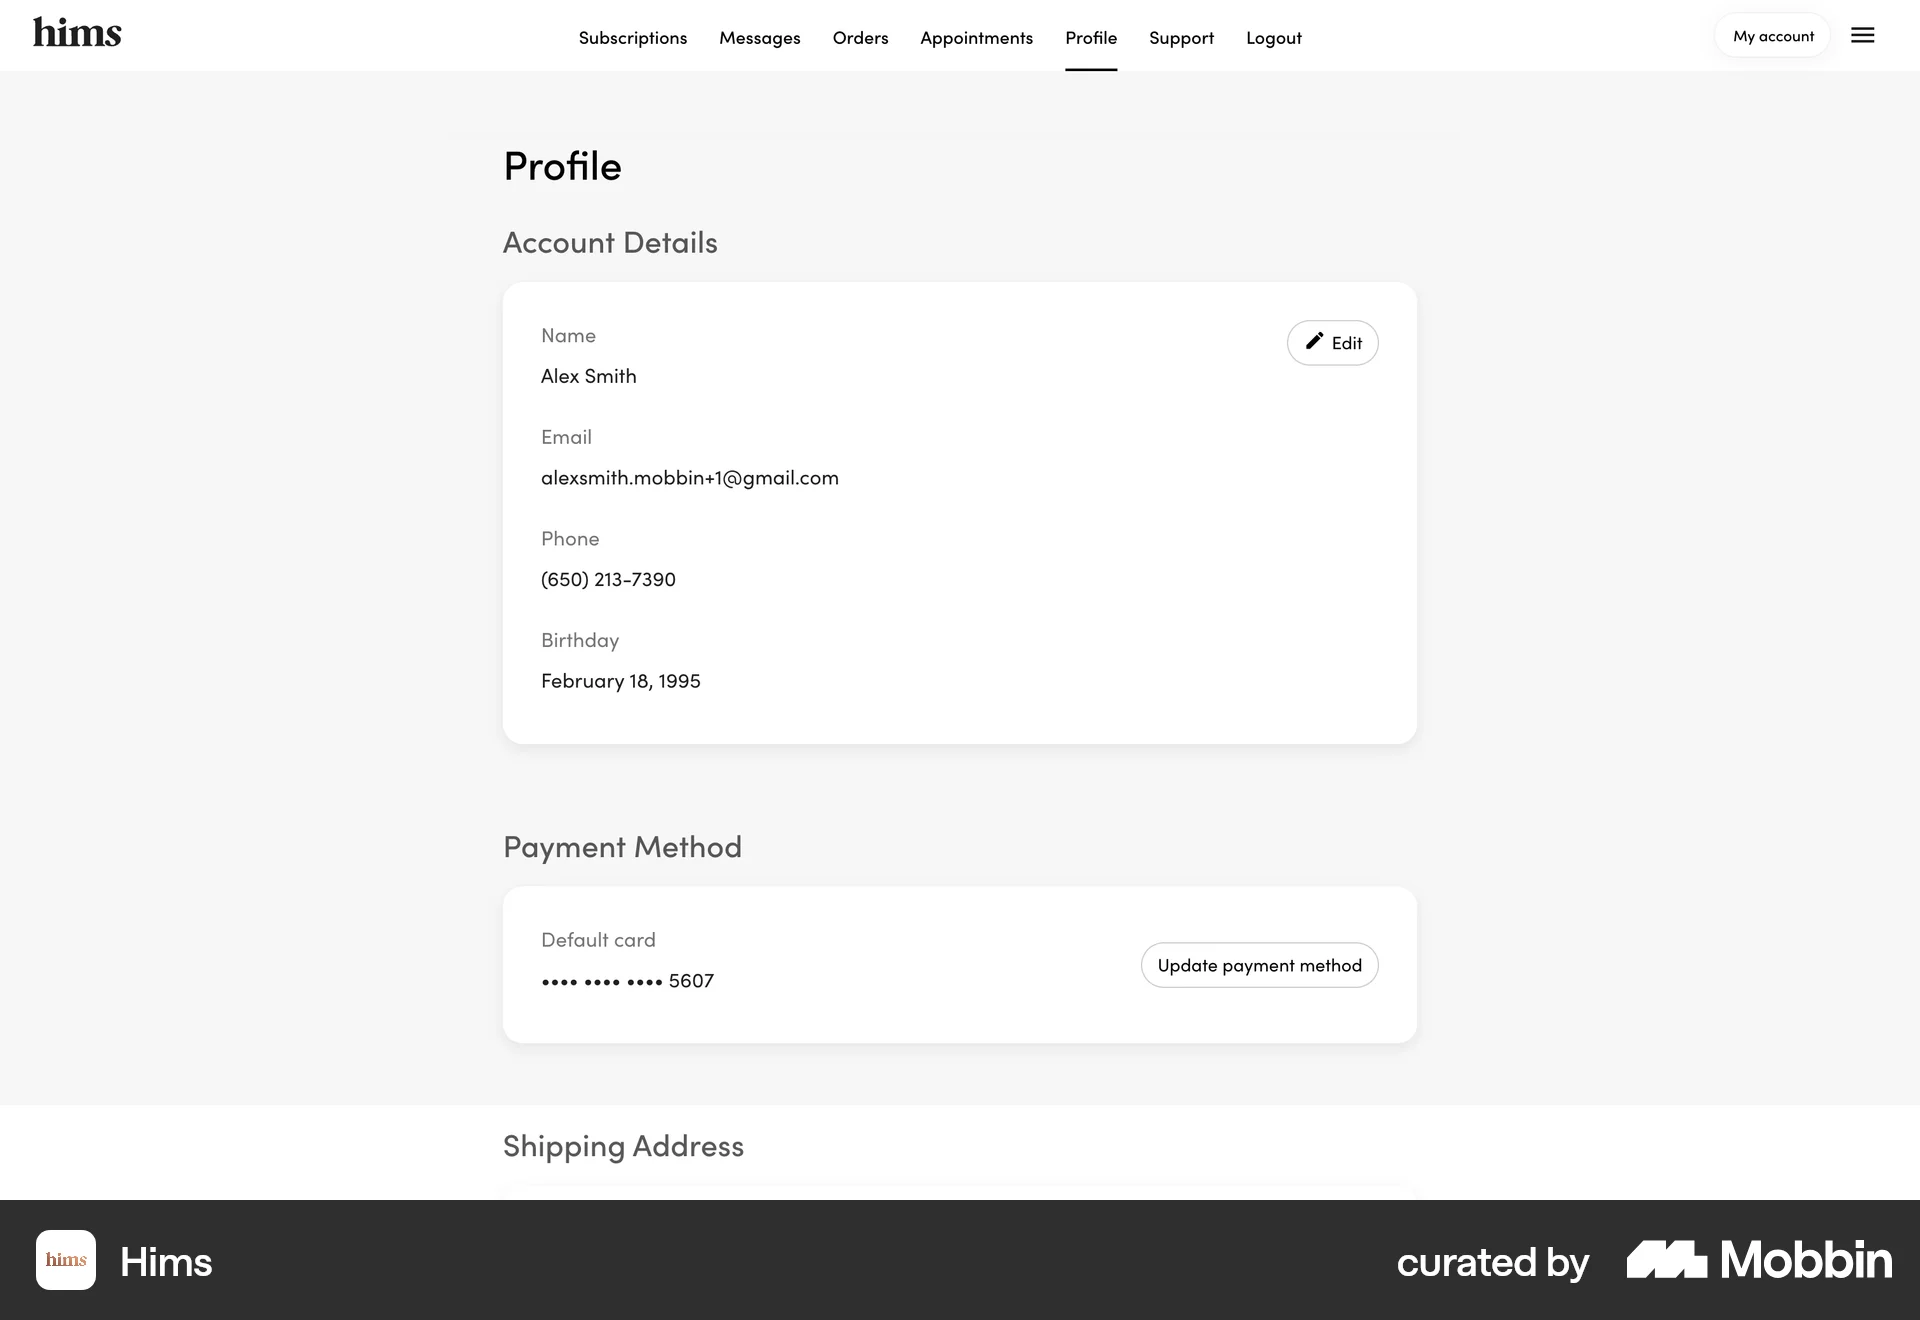 hims
Subscriptions
Messages
Orders
Appointments
Profile
Support
Logout
My account
Profile
Account Details
Name
Edit
Alex Smith
Email
alexsmith.mobbin+1@gmail.com
Phone
(650) 213-7390
Birthday
February 18, 1995
Payment Method
Default card
•••• •••• •••• 5607
Update payment method
Shipping Address
hims
Hims
curated by
Mobbin